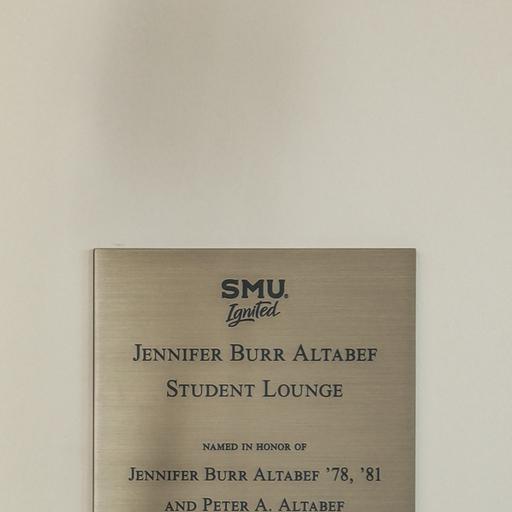 SMU®
Ignited
Jennifer Burr Altabef
Student Lounge
named in honor of
Jennifer Burr Altabef ’78, ’81
and Peter A. Altabef